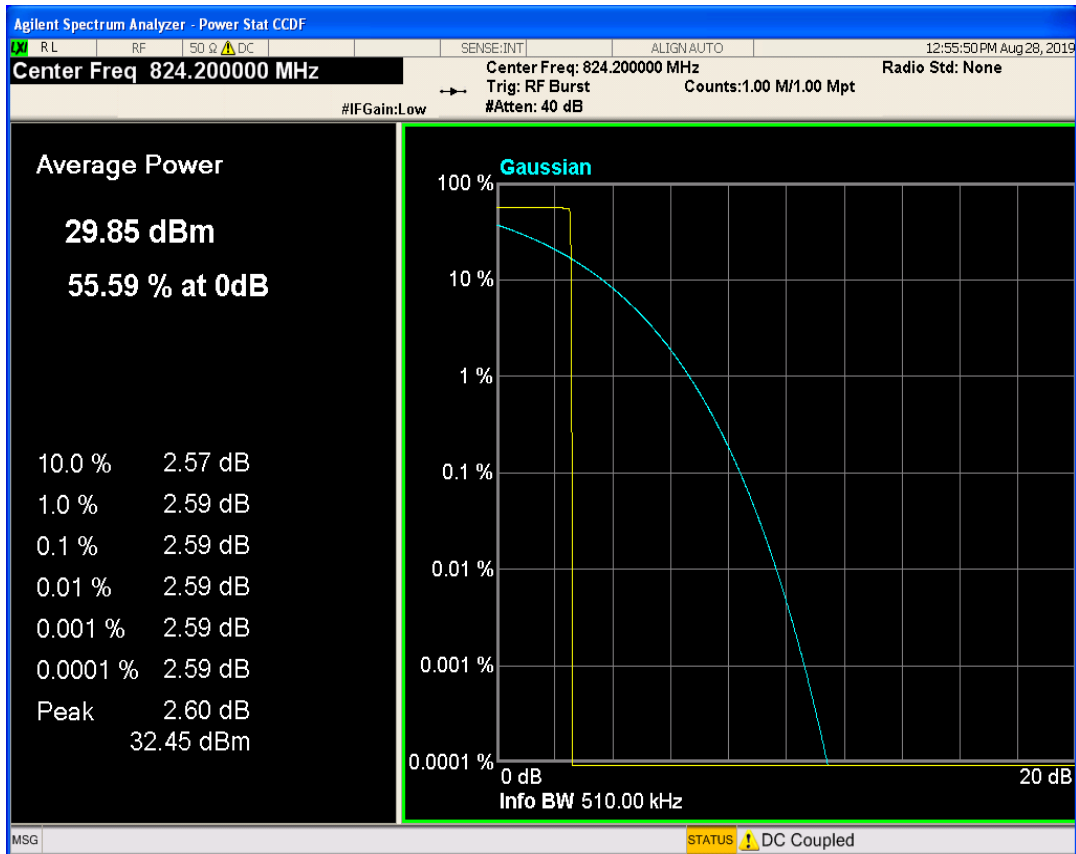 Agilent Spectrum Analyzer - Power Stat CCDF
LXI RL RF 50 Ω DC SENSE:INT ALIGN AUTO 12:55:50 PM Aug 28, 2019
Center Freq 824.200000 MHz
Center Freq: 824.200000 MHz Radio Std: None
Trig: RF Burst Counts:1.00 M/1.00 Mpt
#IFGain:Low #Atten: 40 dB
Average Power
29.85 dBm
55.59 % at 0dB
10.0 % 2.57 dB
1.0 % 2.59 dB
0.1 % 2.59 dB
0.01 % 2.59 dB
0.001 % 2.59 dB
0.0001 % 2.59 dB
Peak 2.60 dB
32.45 dBm
Gaussian
100 %
10 %
1 %
0.1 %
0.01 %
0.001 %
0.0001 %
0 dB 20 dB
Info BW 510.00 kHz
MSG STATUS DC Coupled